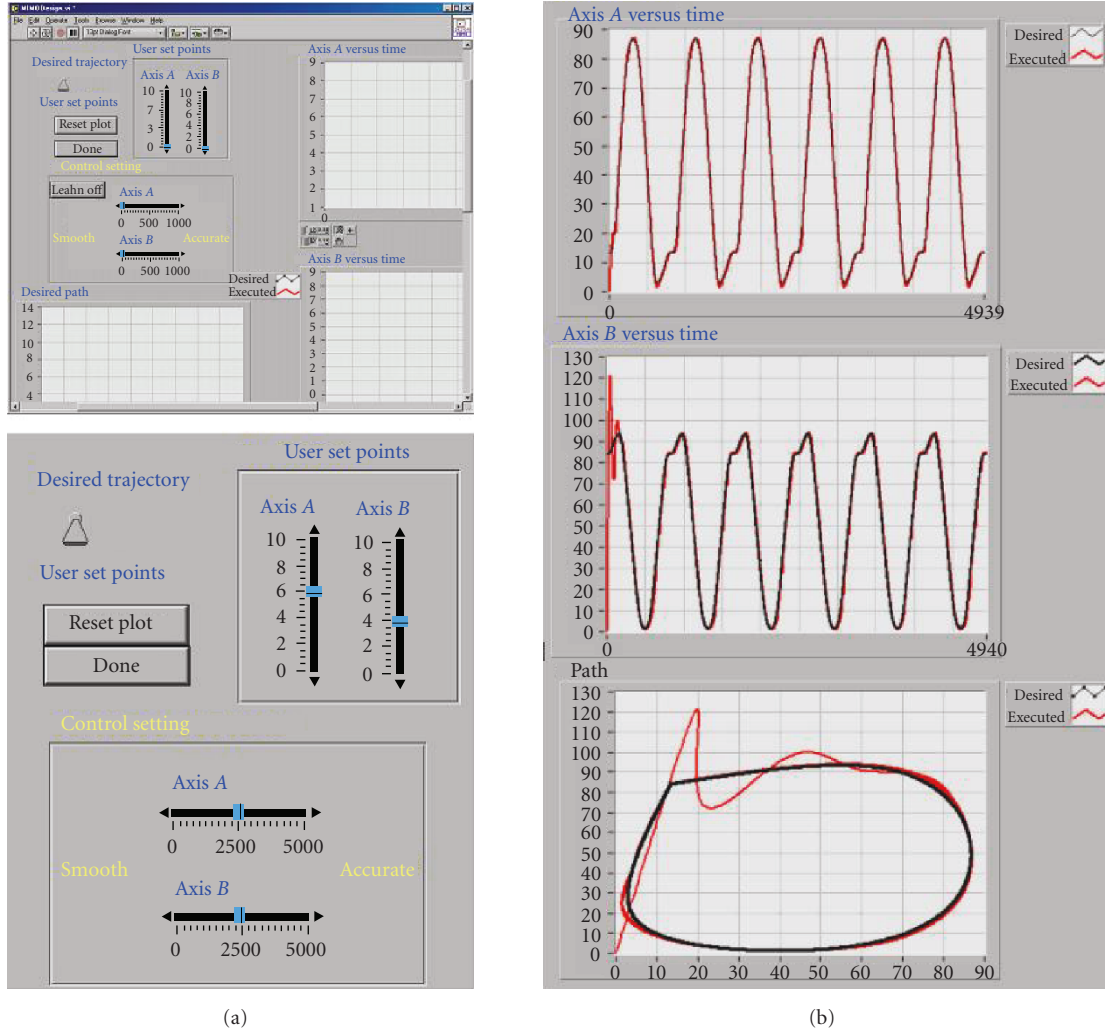 MIMO Design.vi *
File Edit Operate Tools Browse Window Help
13pt Dialog Font
Desired trajectory
User set points
Reset plot
Done
User set points
Axis A Axis B
10 10
7 8
3 6
0 4
2
0
Control setting
Leahn off
Axis A
0 500 1000
Smooth Accurate
Axis B
0 500 1000
Axis A versus time
9
8
7
6
5
4
3
2
1
0
Axis B versus time
9
8
7
6
5
4
3
2
1
0
Desired
Executed
Desired path
14
12
10
8
6
4
Desired trajectory
User set points
Reset plot
Done
User set points
Axis A Axis B
10 10
8 8
6 6
4 4
2 2
0 0
Control setting
Axis A
0 2500 5000
Smooth Accurate
Axis B
0 2500 5000
(a)
Axis A versus time
Desired
Executed
90
80
70
60
50
40
30
20
10
0
0 4939
Axis B versus time
Desired
Executed
130
120
110
100
90
80
70
60
50
40
30
20
10
0
0 4940
Path
Desired
Executed
130
120
110
100
90
80
70
60
50
40
30
20
10
0
0 10 20 30 40 50 60 70 80 90
(b)